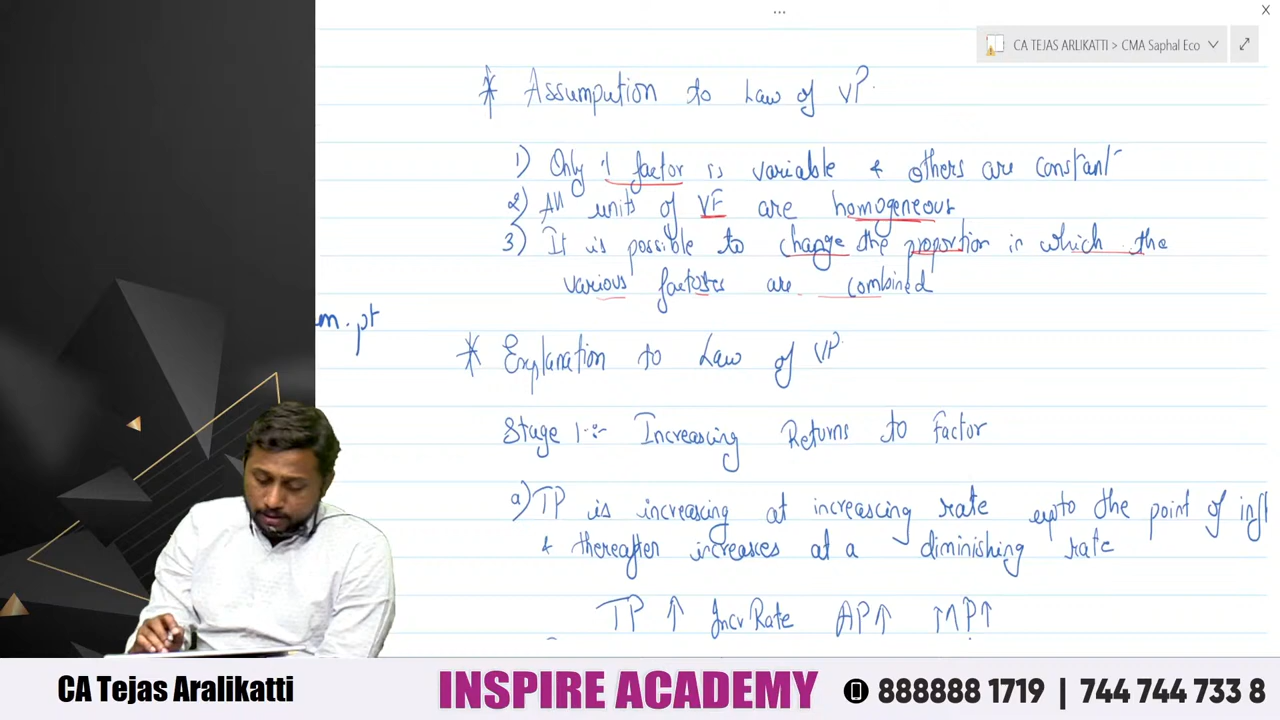 ...
x
CA TEJAS ARLIKATTI > CMA Saphal Eco
* Assumpution to Law of VP.
1) Only 1 factor is variable & others are constant
2) All units of VF are homogeneous
3) It is possible to change the proportion in which the
various factors are combined
m. pt
* Explanation to Law of VP.
Stage 1 :- Increasing Returns to Factor
a) TP is increasing at increasing rate upto the point of infl
& thereafter increases at a diminishing rate
TP ↑ Incr Rate AP↑ MP↑
CA Tejas Aralikatti
INSPIRE ACADEMY
888888 1719 | 744 744 733 8